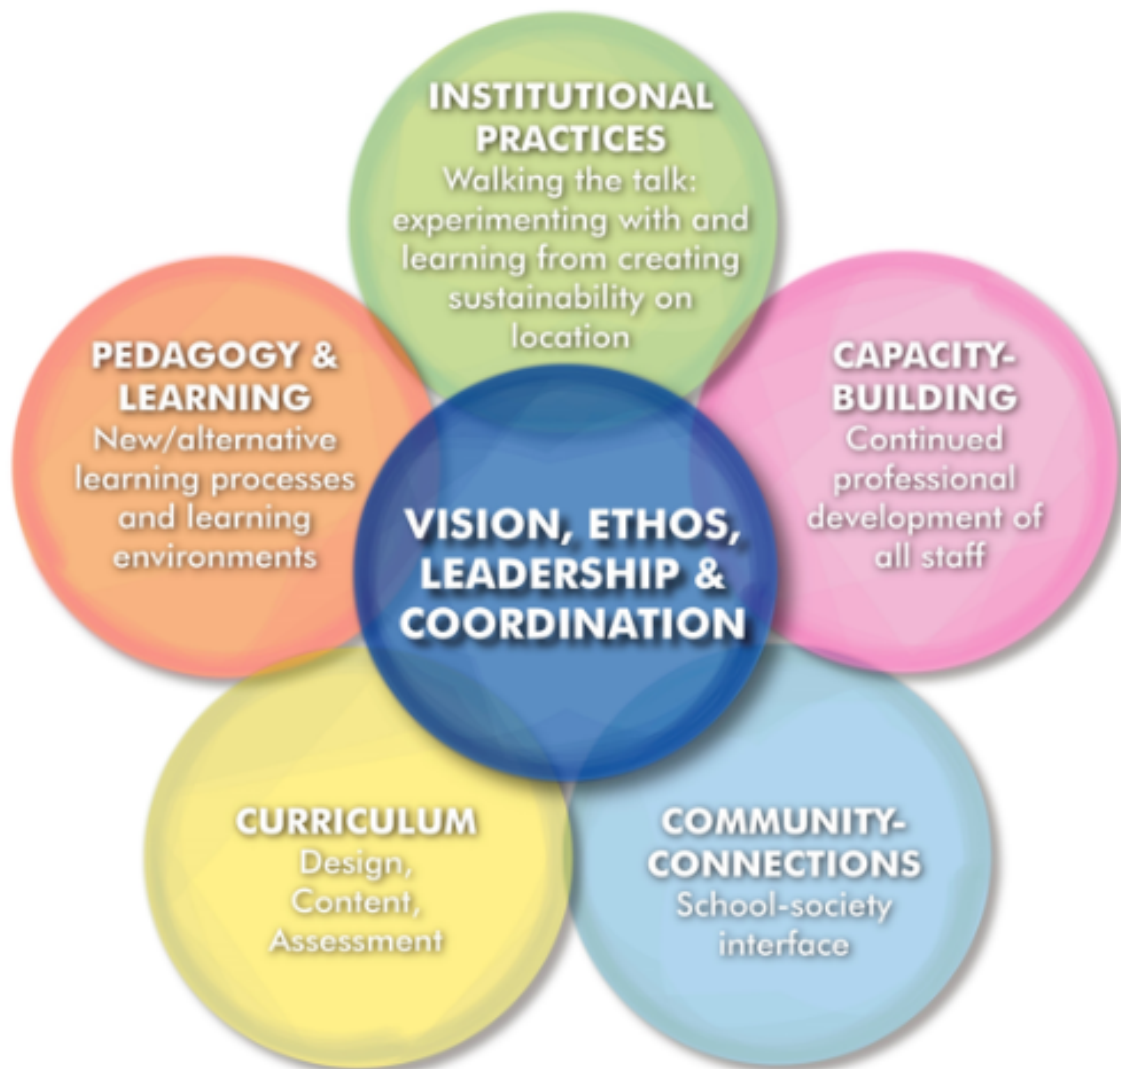 INSTITUTIONAL
PRACTICES
Walking the talk:
experimenting with and
learning from creating
sustainability on
location
PEDAGOGY &
LEARNING
New/alternative
learning processes
and learning
environments
CAPACITY-
BUILDING
Continued
professional
development of
all staff
VISION, ETHOS,
LEADERSHIP &
COORDINATION
CURRICULUM
Design,
Content,
Assessment
COMMUNITY-
CONNECTIONS
School-society
interface